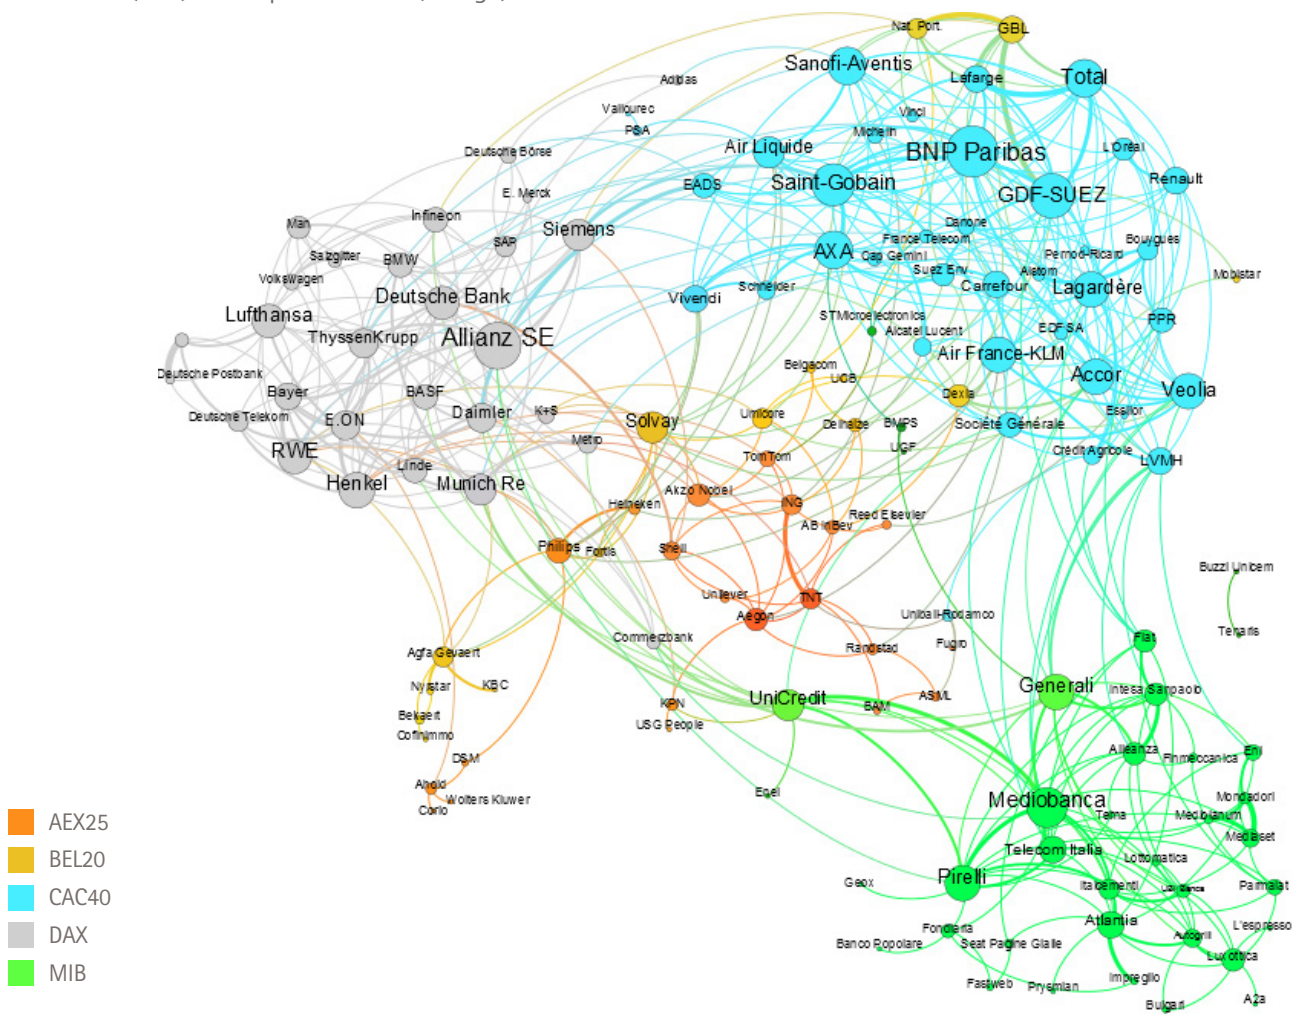 Nat. Port.
GBL
Sanofi-Aventis
Lafarge
Total
Adidas
Vallourec
PSA
Vinci
Michelin
Air Liquide
BNP Paribas
L'Oréal
Deutsche Börse
EADS
Saint-Gobain
GDF-SUEZ
Renault
E. Merck
Man
Infineon
Siemens
Danone
SAP
France Telecom
Bouygues
Salzgitter
BMW
AXA
Cap Gemini
Pernod-Ricard
Volkswagen
Suez Env
Alstom
Mobistar
Deutsche Bank
Vivendi
Schneider
Carrefour
Lagardère
Lufthansa
STMicroelectronics
PPR
ThyssenKrupp
Allianz SE
Alcatel Lucent
EDF SA
Air France-KLM
Belgacom
Deutsche Postbank
UCB
Accor
Bayer
BASF
Dexia
Veolia
Deutsche Telekom
E.ON
Daimler
K+S
Solvay
Umicore
Delhaize
BMPS
Société Générale
Essilor
RWE
Metro
UGF
Crédit Agricole
LVMH
Linde
TomTom
Henkel
Munich Re
Akzo Nobel
ING
Heineken
AB InBev
Reed Elsevier
Philips
Fortis
Shell
Buzzi Unicem
Unilever
TNT
Aegon
Unibail-Rodamco
Tenaris
Commerzbank
Randstad
Fugro
Fiat
Agfa Gevaert
Nyrstar
KBC
UniCredit
Generali
Intesa Sanpaolo
KPN
BAM
ASML
Bekaert
USG People
Cofinimmo
Alleanza
Finmeccanica
Eni
DSM
Ahold
Wolters Kluwer
Corio
Enel
Mediobanca
Terna
Mediolanum
Mondadori
AEX25
Telecom Italia
Mediaset
BEL20
Lottomatica
Geox
Pirelli
Italcementi
Parmalat
CAC40
Atlantia
L'espresso
Fondiaria
Autogrill
DAX
Banco Popolare
Seat Pagine Gialle
Luxottica
MIB
Fastweb
Prysmian
Impregilo
Bulgari
A2a